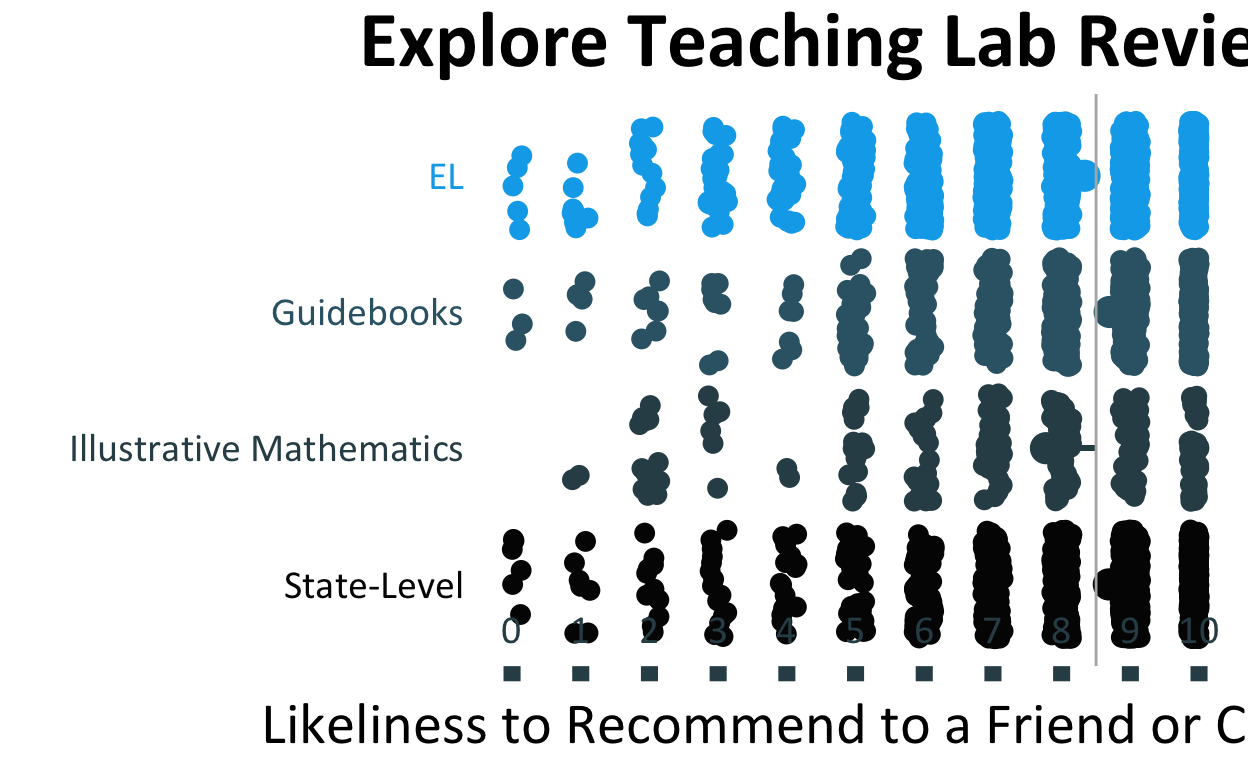 Explore Teaching Lab Revie
EL
Guidebooks
Illustrative Mathematics
State-Level
0 1 2 3 4 5 6 7 8 9 10
Likeliness to Recommend to a Friend or C